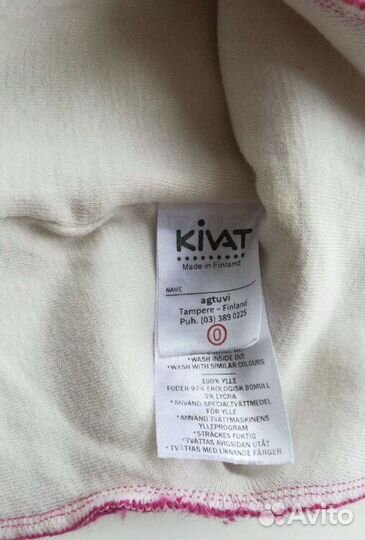 KIVAT
Made in Finland
NAME
agtuvi
Tampere - Finland
Puh. (03) 389 0225
0
*WASH INSIDE OUT
*WASH WITH SIMILAR COLOURS
100% YLLE
FODER 97% EKOLOGISK BOMULL
3% LYCRA
*ANVÄND SPECIALTVÄTTMEDEL
FÖR YLLE
*ANVÄND TVÄTTMASKINENS
YLLEPROGRAM
*STRÄCKES FUKTIG
*TVÄTTAS AVIGSIDAN UTÅT
*TVÄTTAS MED LIKNANDE FÄRGER
Avito